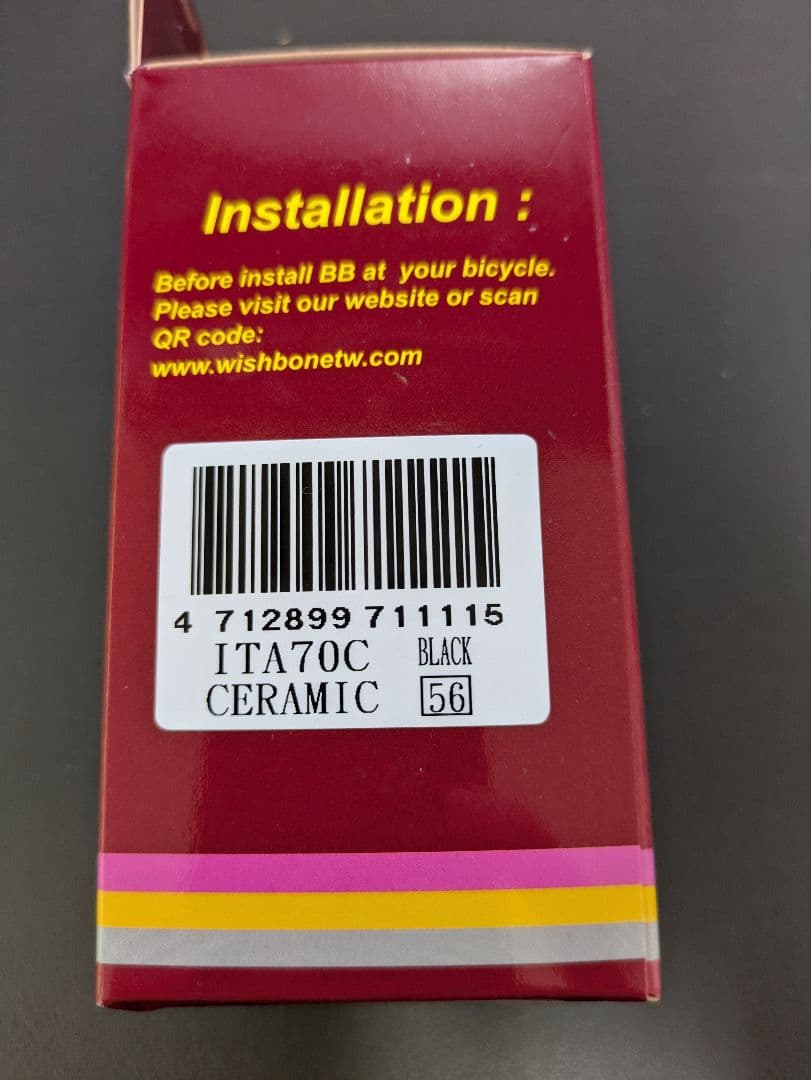 Installation :
Before install BB at your bicycle.
Please visit our website or scan
QR code:
www.wishbonetw.com
4 712899 711115
ITA70C BLACK
CERAMIC 56